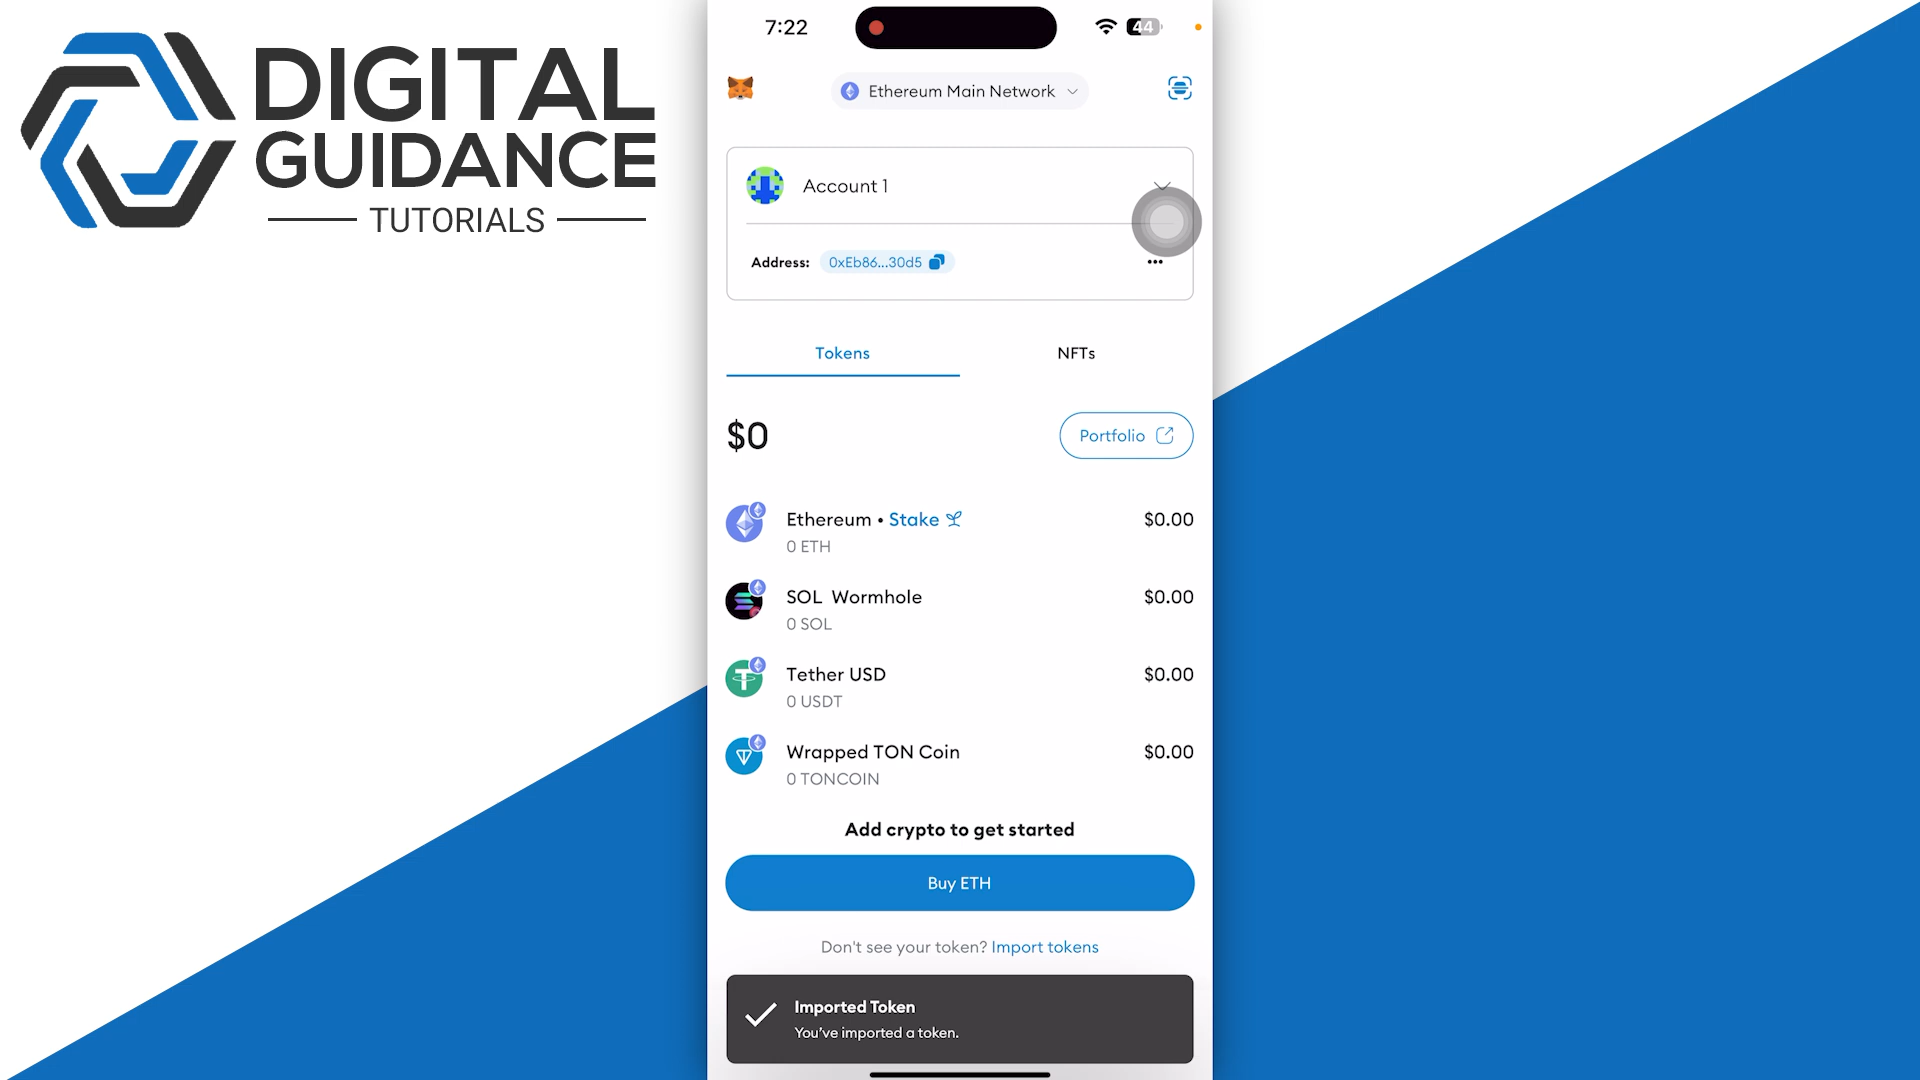 DIGITAL
GUIDANCE
TUTORIALS
7:22
44
Ethereum Main Network
Account 1
Address: 0xEb86...30d5
Tokens
NFTs
$0
Portfolio
Ethereum • Stake
$0.00
0 ETH
SOL Wormhole
$0.00
0 SOL
Tether USD
$0.00
0 USDT
Wrapped TON Coin
$0.00
0 TONCOIN
Add crypto to get started
Buy ETH
Don't see your token? Import tokens
Imported Token
You've imported a token.